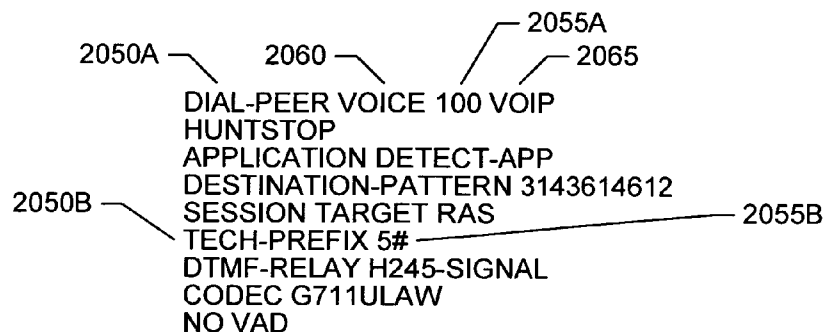 2055A
2050A 2060 2065
DIAL-PEER VOICE 100 VOIP
HUNTSTOP
APPLICATION DETECT-APP
DESTINATION-PATTERN 3143614612
2050B SESSION TARGET RAS 2055B
TECH-PREFIX 5#
DTMF-RELAY H245-SIGNAL
CODEC G711ULAW
NO VAD